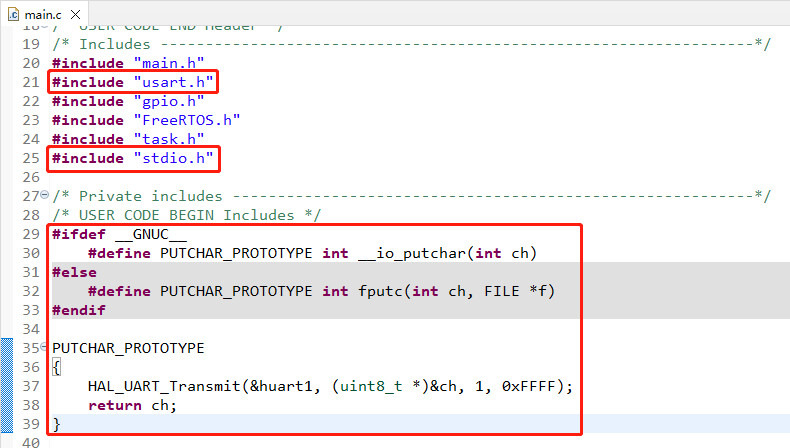 main.c
18 /* USER CODE END Header */
19 /* Includes ------------------------------------------------------------------*/
20 #include "main.h"
21 #include "usart.h"
22 #include "gpio.h"
23 #include "FreeRTOS.h"
24 #include "task.h"
25 #include "stdio.h"
26
27 /* Private includes ----------------------------------------------------------*/
28 /* USER CODE BEGIN Includes */
29 #ifdef __GNUC__
30     #define PUTCHAR_PROTOTYPE int __io_putchar(int ch)
31 #else
32     #define PUTCHAR_PROTOTYPE int fputc(int ch, FILE *f)
33 #endif
34
35 PUTCHAR_PROTOTYPE
36 {
37     HAL_UART_Transmit(&huart1, (uint8_t *)&ch, 1, 0xFFFF);
38     return ch;
39 }
40